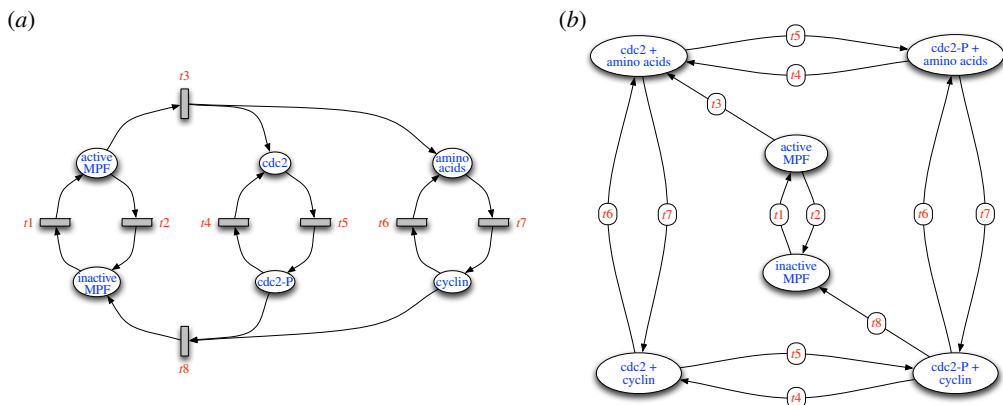 (a)
t3
active
MPF
cdc2
amino
acids
t1
t2
t4
t5
t6
t7
inactive
MPF
cdc2-P
cyclin
t8
(b)
cdc2 +
amino acids
t5
t4
cdc2-P +
amino acids
t3
active
MPF
t6
t7
t1
t2
t6
t7
inactive
MPF
t8
cdc2 +
cyclin
t5
t4
cdc2-P +
cyclin